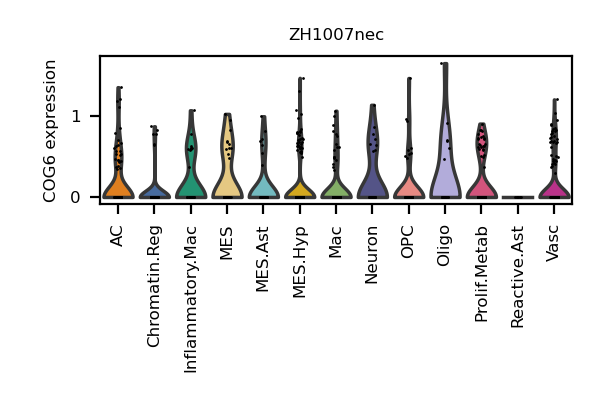 ZH1007nec
COG6 expression
1
0
AC
Chromatin.Reg
Inflammatory.Mac
MES
MES.Ast
MES.Hyp
Mac
Neuron
OPC
Oligo
Prolif.Metab
Reactive.Ast
Vasc